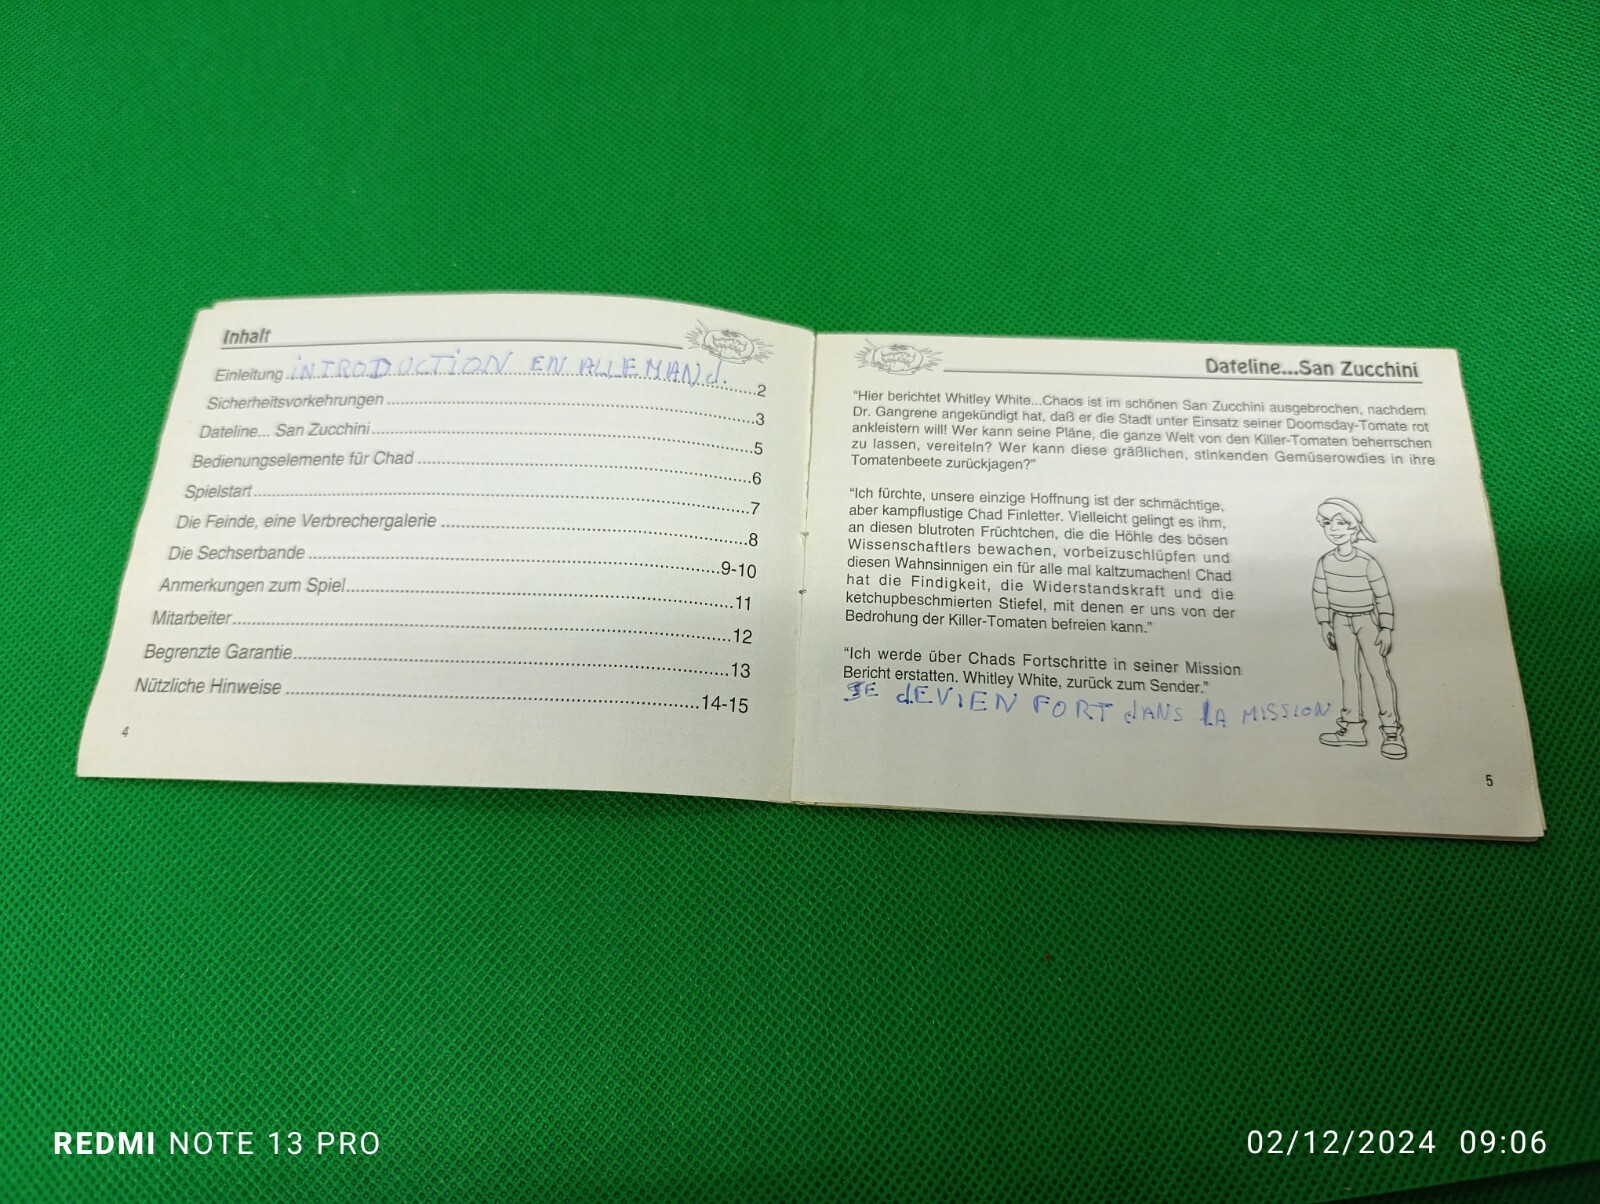 Inhalt
Einleitung INTRODUCTION EN ALLEMANd. 2
Sicherheitsvorkehrungen 3
Dateline... San Zucchini 5
Bedienungselemente für Chad 6
Spielstart 7
Die Feinde, eine Verbrechergalerie 8
Die Sechserbande 9-10
Anmerkungen zum Spiel 11
Mitarbeiter 12
Begrenzte Garantie 13
Nützliche Hinweise 14-15
4
Dateline...San Zucchini
"Hier berichtet Whitley White...Chaos ist im schönen San Zucchini ausgebrochen, nachdem
Dr. Gangrene angekündigt hat, daß er die Stadt unter Einsatz seiner Doomsday-Tomate rot
ankleistern will! Wer kann seine Pläne, die ganze Welt von den Killer-Tomaten beherrschen
zu lassen, vereiteln? Wer kann diese gräßlichen, stinkenden Gemüserowdies in ihre
Tomatenbeete zurückjagen?"
"Ich fürchte, unsere einzige Hoffnung ist der schmächtige,
aber kampflustige Chad Finletter. Vielleicht gelingt es ihm,
an diesen blutroten Früchtchen, die die Höhle des bösen
Wissenschaftlers bewachen, vorbeizuschlüpfen und
diesen Wahnsinnigen ein für alle mal kaltzumachen! Chad
hat die Findigkeit, die Widerstandskraft und die
ketchupbeschmierten Stiefel, mit denen er uns von der
Bedrohung der Killer-Tomaten befreien kann."
"Ich werde über Chads Fortschritte in seiner Mission
Bericht erstatten. Whitley White, zurück zum Sender."
JE dEVIEN FORT dANS LA MISSION
5
REDMI NOTE 13 PRO
02/12/2024 09:06